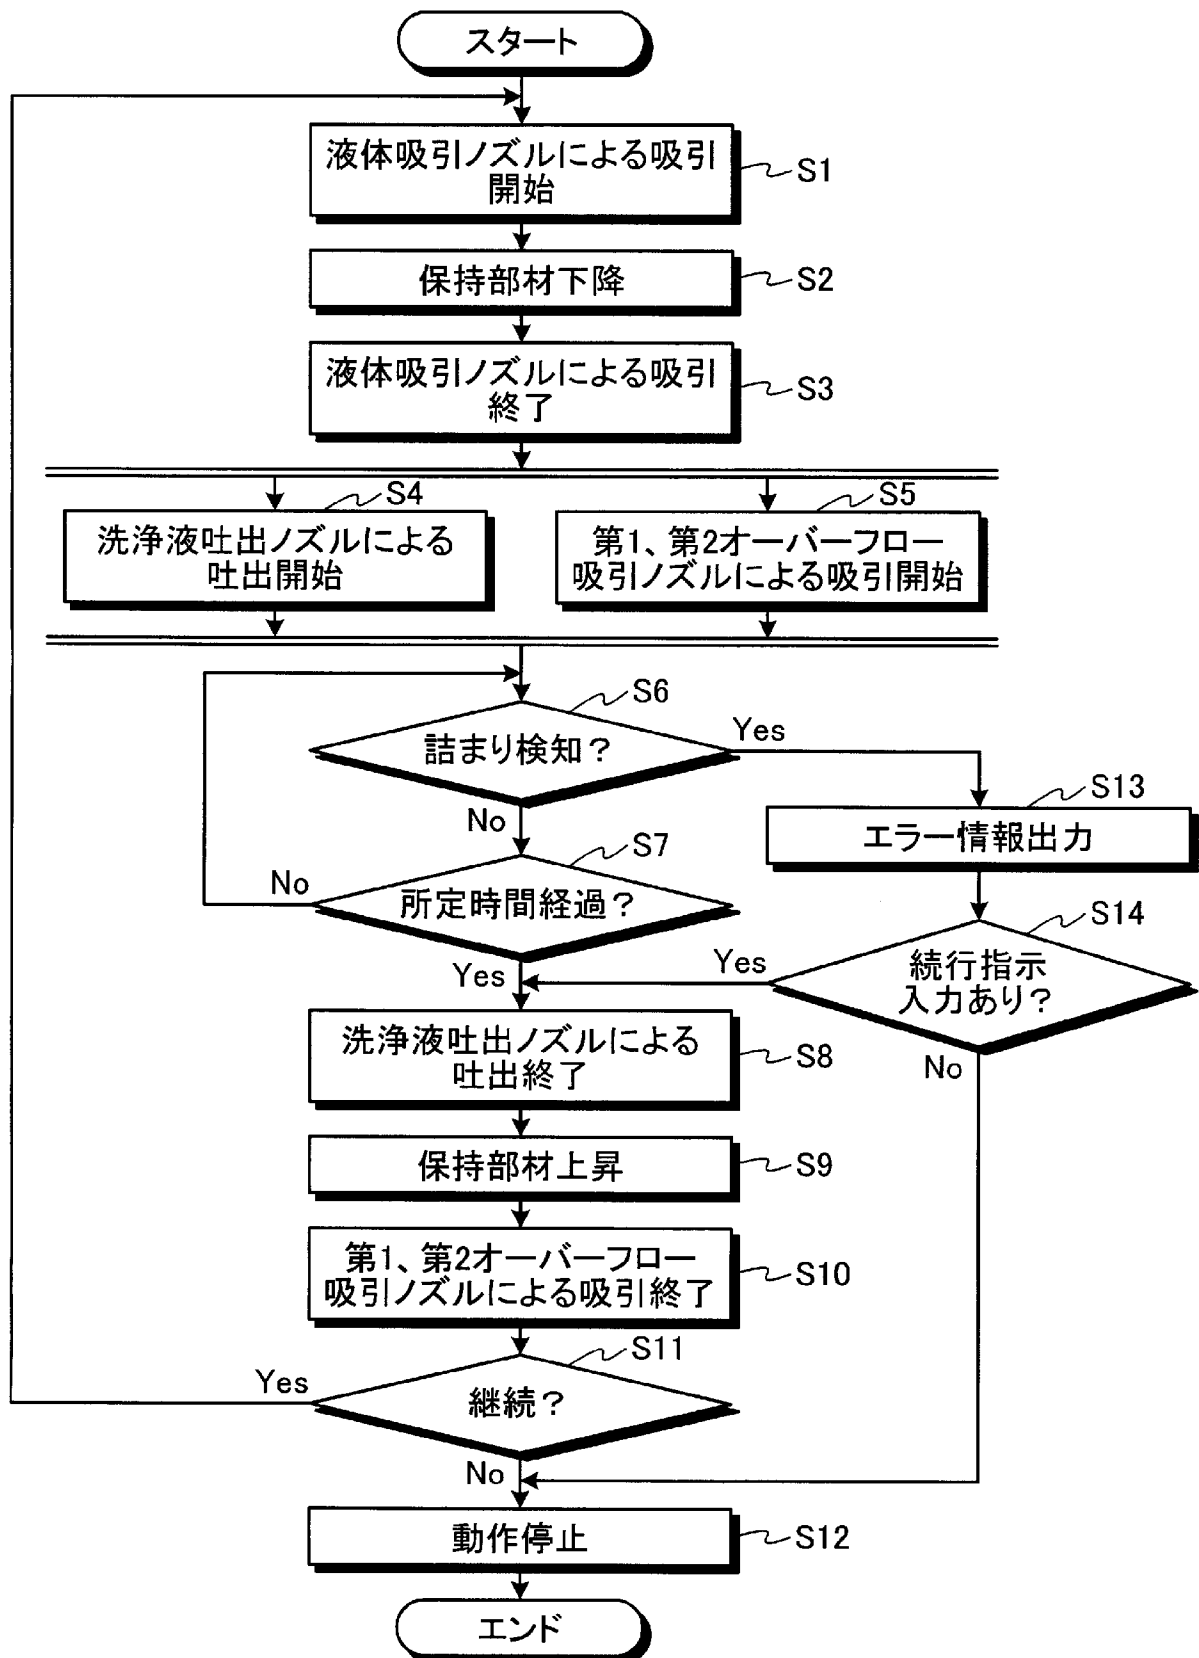 スタート
液体吸引ノズルによる吸引
開始
S1
保持部材下降
S2
液体吸引ノズルによる吸引
終了
S3
S4
洗浄液吐出ノズルによる
吐出開始
S5
第1、第2オーバーフロー
吸引ノズルによる吸引開始
S6
詰まり検知？
Yes
No
S13
エラー情報出力
S7
所定時間経過？
No
Yes
S14
続行指示
入力あり？
Yes
No
洗浄液吐出ノズルによる
吐出終了
S8
保持部材上昇
S9
第1、第2オーバーフロー
吸引ノズルによる吸引終了
S10
S11
継続？
Yes
No
動作停止
S12
エンド